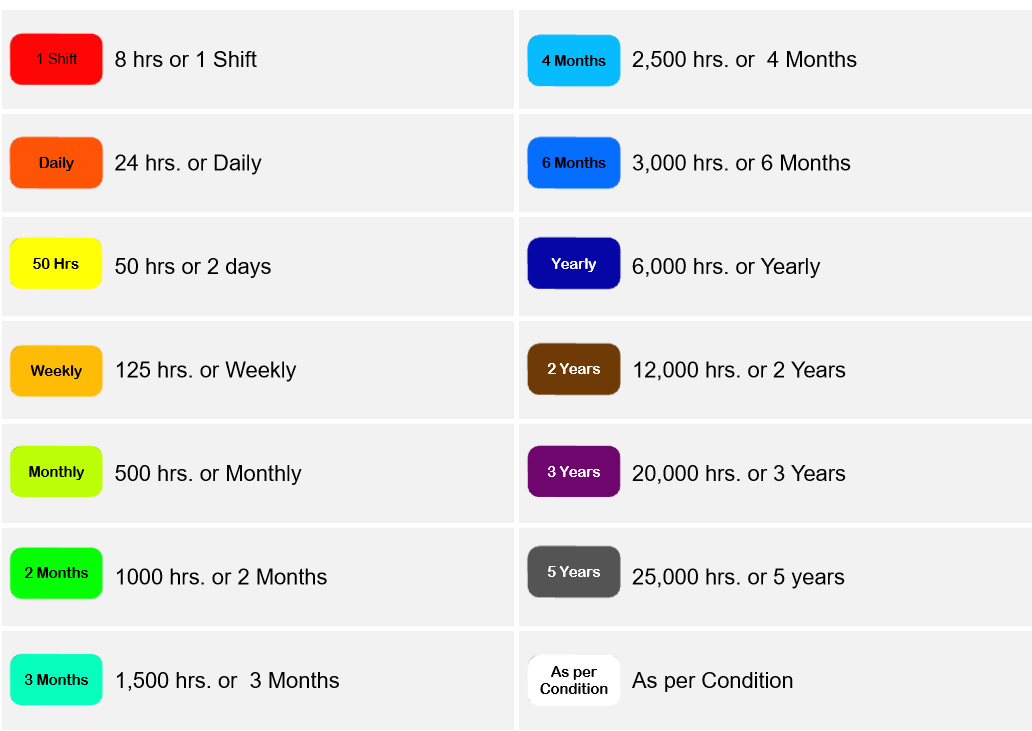 1 Shift 8 hrs or 1 Shift
Daily 24 hrs. or Daily
50 Hrs 50 hrs or 2 days
Weekly 125 hrs. or Weekly
Monthly 500 hrs. or Monthly
2 Months 1000 hrs. or 2 Months
3 Months 1,500 hrs. or  3 Months
4 Months 2,500 hrs. or  4 Months
6 Months 3,000 hrs. or 6 Months
Yearly 6,000 hrs. or Yearly
2 Years 12,000 hrs. or 2 Years
3 Years 20,000 hrs. or 3 Years
5 Years 25,000 hrs. or 5 years
As per
Condition
As per Condition